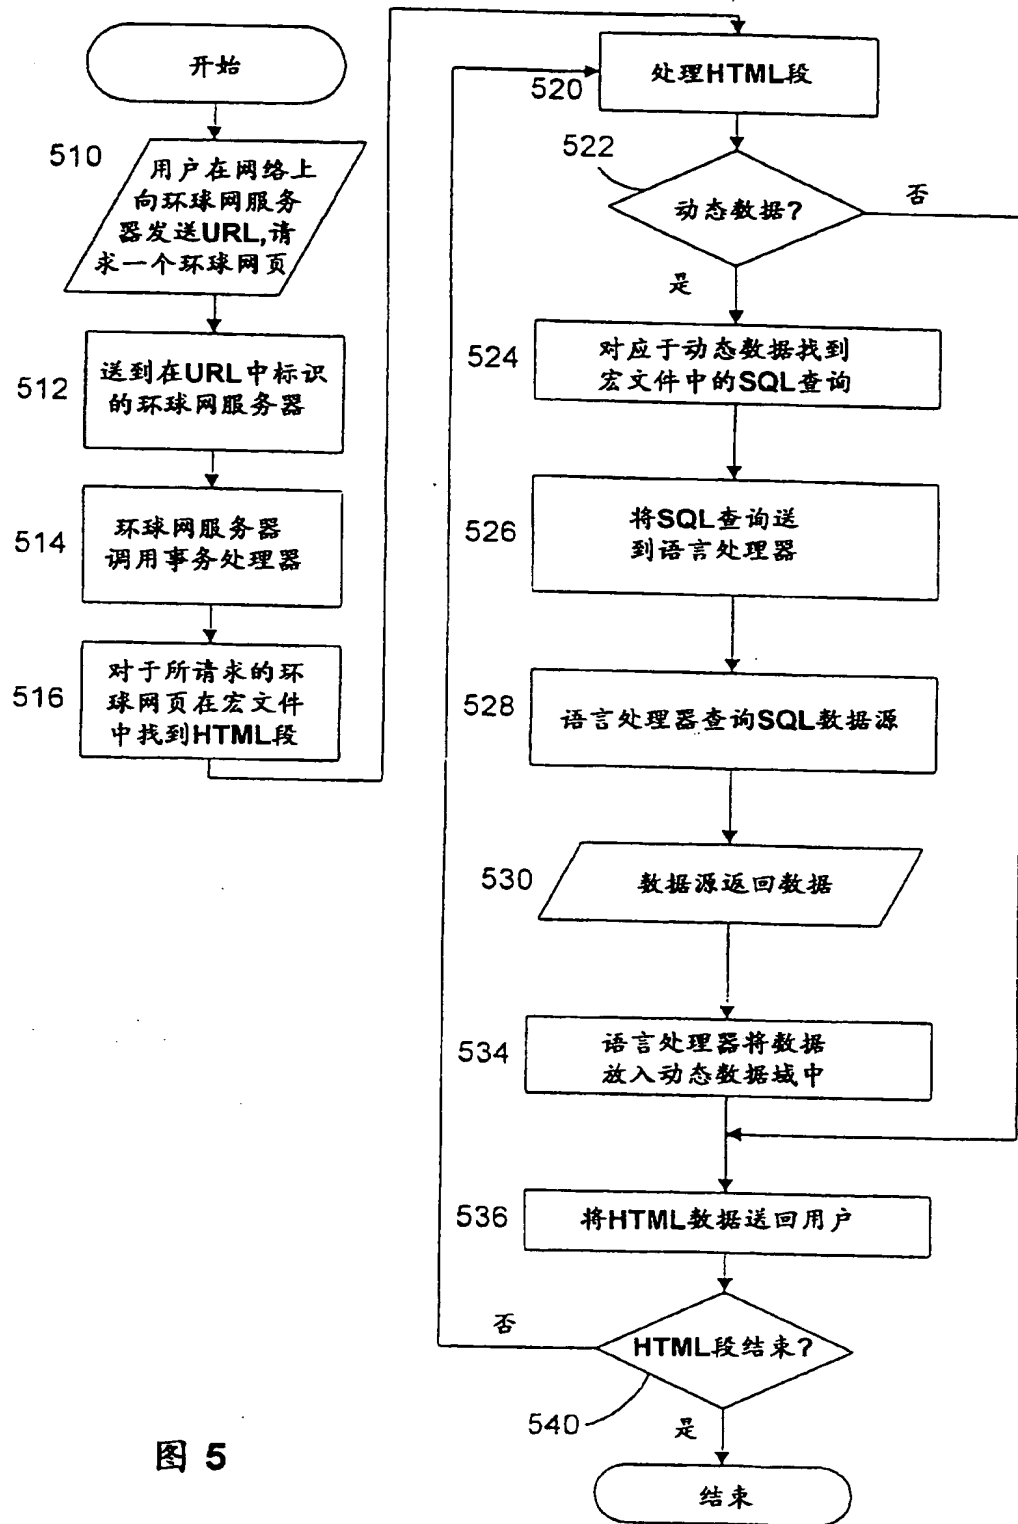 开始
510
用户在网络上
向环球网服务
器发送URL,请
求一个环球网页
512
送到在URL中标识
的环球网服务器
514
环球网服务器
调用事务处理器
516
对于所请求的环
球网页在宏文件
中找到HTML段
520
处理HTML段
522
动态数据?
否
是
524
对应于动态数据找到
宏文件中的SQL查询
526
将SQL查询送
到语言处理器
528
语言处理器查询SQL数据源
530
数据源返回数据
534
语言处理器将数据
放入动态数据域中
536
将HTML数据送回用户
否
HTML段结束?
540
是
结束
图 5